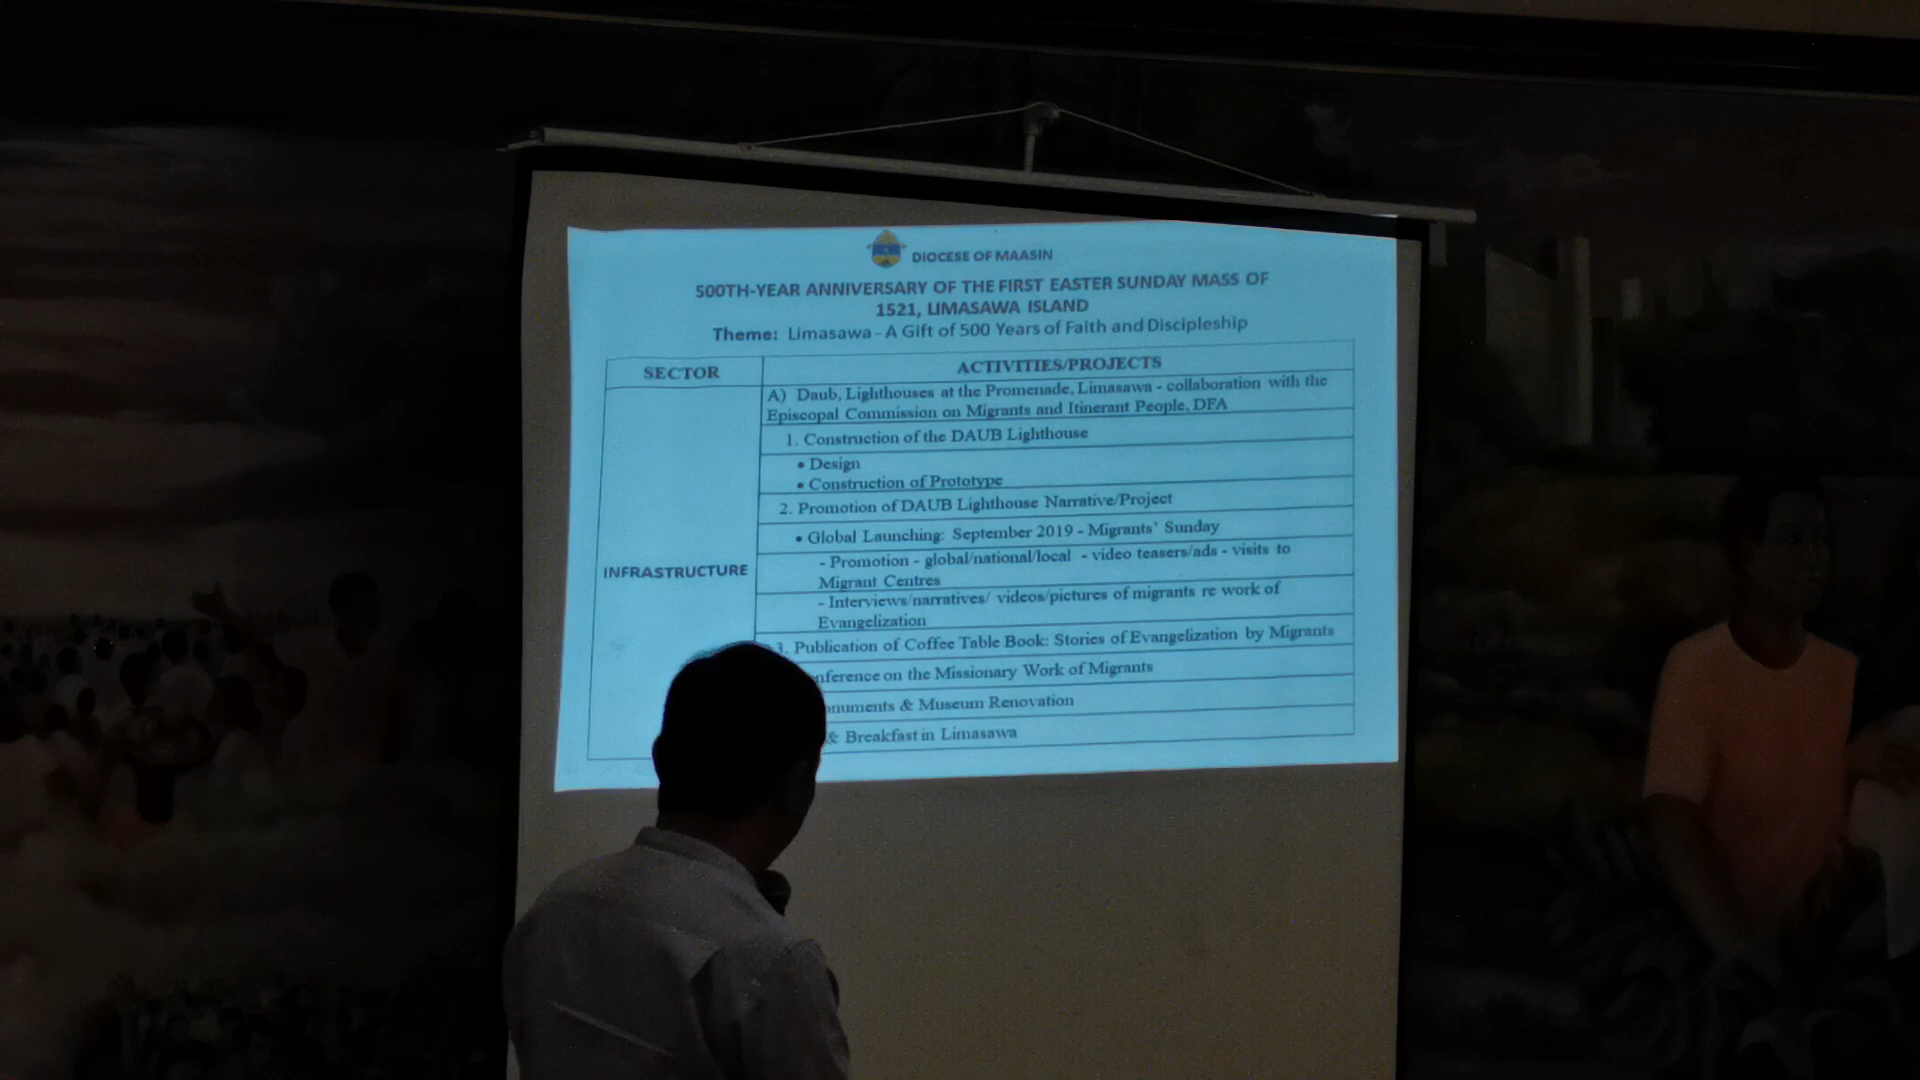 DIOCESE OF MAASIN
500TH-YEAR ANNIVERSARY OF THE FIRST EASTER SUNDAY MASS OF
1521, LIMASAWA ISLAND
Theme: Limasawa - A Gift of 500 Years of Faith and Discipleship
SECTOR
ACTIVITIES/PROJECTS
A) Daub, Lighthouses at the Promenade, Limasawa - collaboration with the
Episcopal Commission on Migrants and Itinerant People, DFA
1. Construction of the DAUB Lighthouse
• Design
• Construction of Prototype
2. Promotion of DAUB Lighthouse Narrative/Project
• Global Launching: September 2019 - Migrants' Sunday
INFRASTRUCTURE
- Promotion - global/national/local - video teasers/ads - visits to
Migrant Centres
- Interviews/narratives/ videos/pictures of migrants re work of
Evangelization
3. Publication of Coffee Table Book: Stories of Evangelization by Migrants
nference on the Missionary Work of Migrants
numents & Museum Renovation
& Breakfast in Limasawa